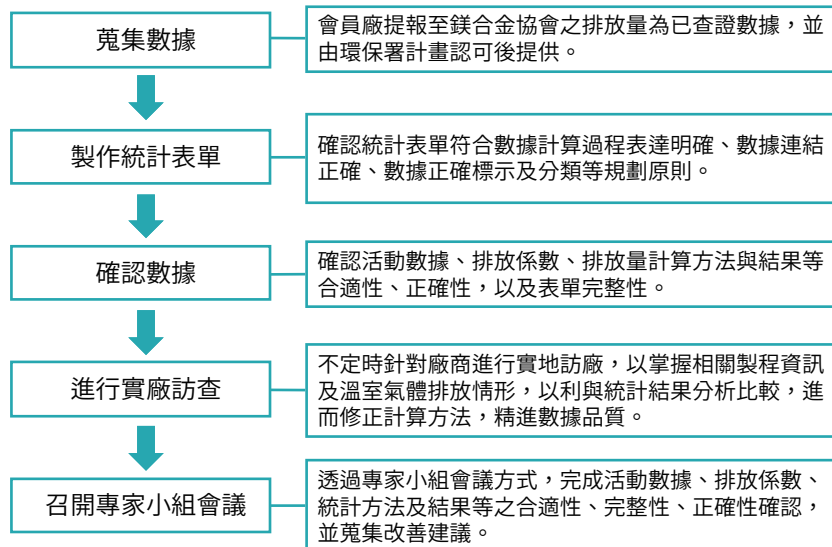 蒐集數據
會員廠提報至鎂合金協會之排放量為已查證數據，並
由環保署計畫認可後提供。
製作統計表單
確認統計表單符合數據計算過程表達明確、數據連結
正確、數據正確標示及分類等規劃原則。
確認數據
確認活動數據、排放係數、排放量計算方法與結果等
合適性、正確性，以及表單完整性。
進行實廠訪查
不定時針對廠商進行實地訪廠，以掌握相關製程資訊
及溫室氣體排放情形，以利與統計結果分析比較，進
而修正計算方法，精進數據品質。
召開專家小組會議
透過專家小組會議方式，完成活動數據、排放係數、
統計方法及結果等之合適性、完整性、正確性確認，
並蒐集改善建議。